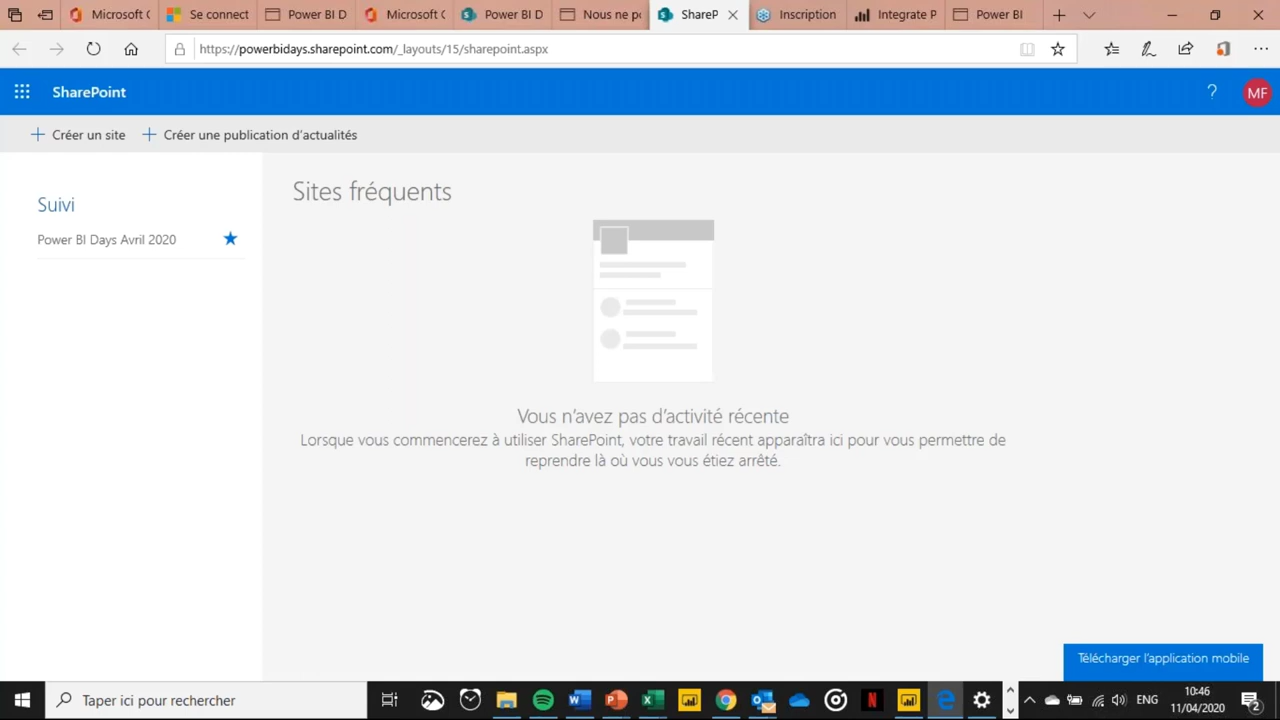 Microsoft C
Se connect
Power BI D
Microsoft C
Power BI D
Nous ne po
ShareP
Inscription
Integrate P
Power BI
https://powerbidays.sharepoint.com/_layouts/15/sharepoint.aspx
SharePoint
?
MF
Créer un site
Créer une publication d'actualités
Suivi
Power BI Days Avril 2020
Sites fréquents
Vous n'avez pas d'activité récente
Lorsque vous commencerez à utiliser SharePoint, votre travail récent apparaîtra ici pour vous permettre de
reprendre là où vous vous étiez arrêté.
Télécharger l'application mobile
Taper ici pour rechercher
ENG
10:46
11/04/2020
2